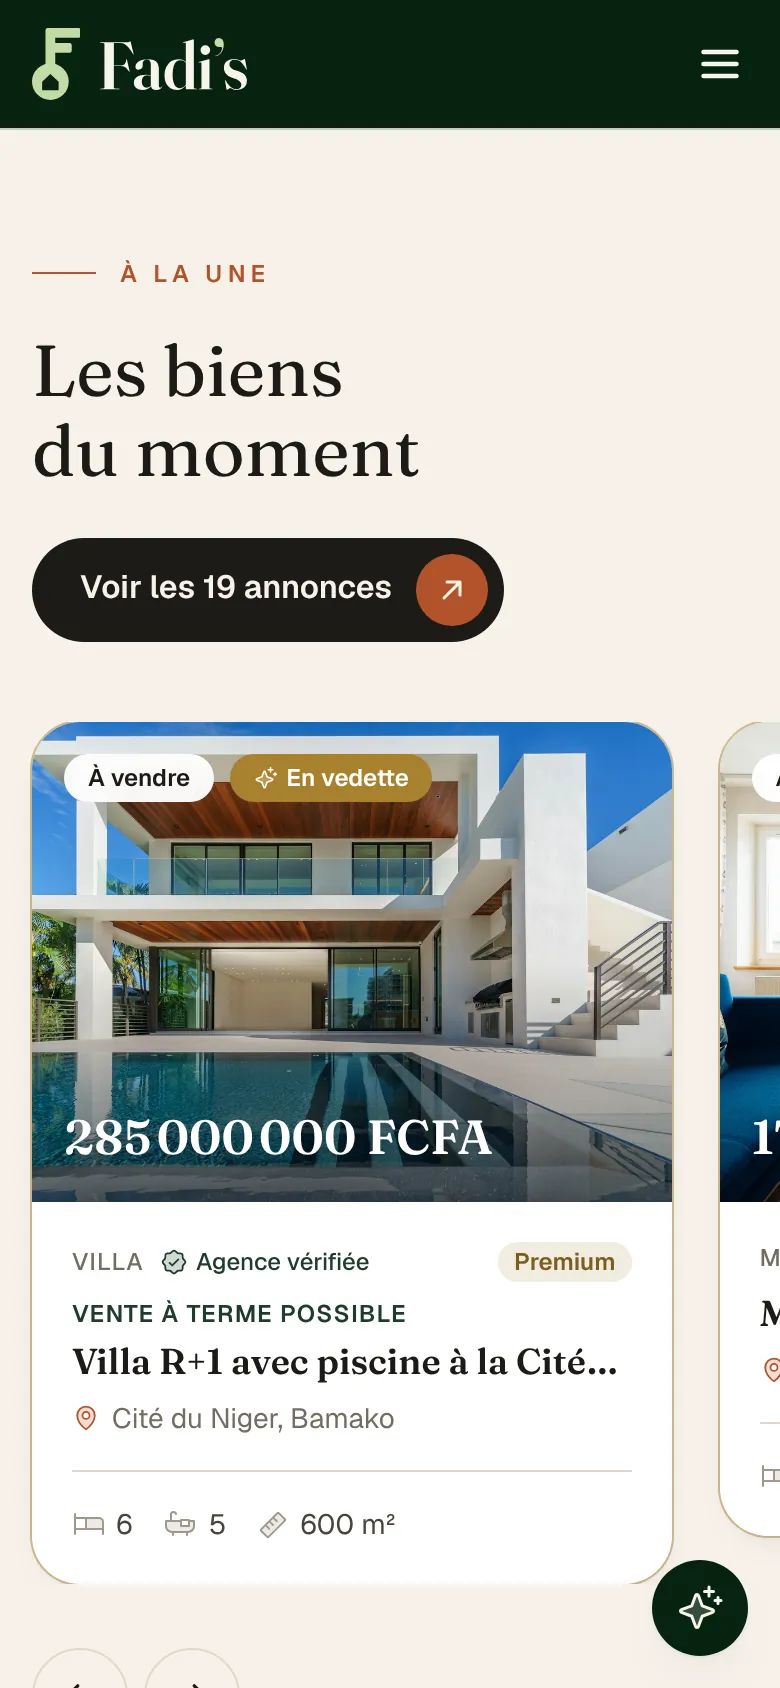 Fadi's
À LA UNE
Les biens
du moment
Voir les 19 annonces
À vendre
En vedette
285 000 000 FCFA
VILLA Agence vérifiée Premium
VENTE À TERME POSSIBLE
Villa R+1 avec piscine à la Cité...
Cité du Niger, Bamako
6 5 600 m²